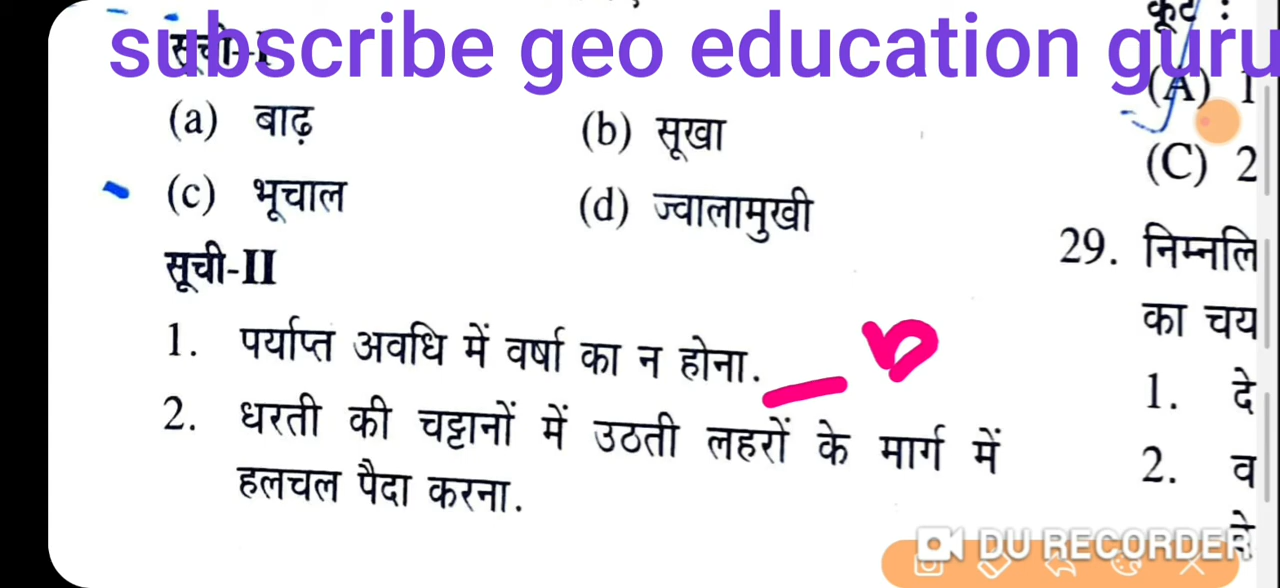 subscribe geo education guru
सूची-I
(a) बाढ़ (b) सूखा
(c) भूचाल (d) ज्वालामुखी
सूची-II
1. पर्याप्त अवधि में वर्षा का न होना.
b
2. धरती की चट्टानों में उठती लहरों के मार्ग में
हलचल पैदा करना.
कूट :
(A) 1
(C) 2
29. निम्नलि
का चय
1. दे
2. व
DU RECORDER